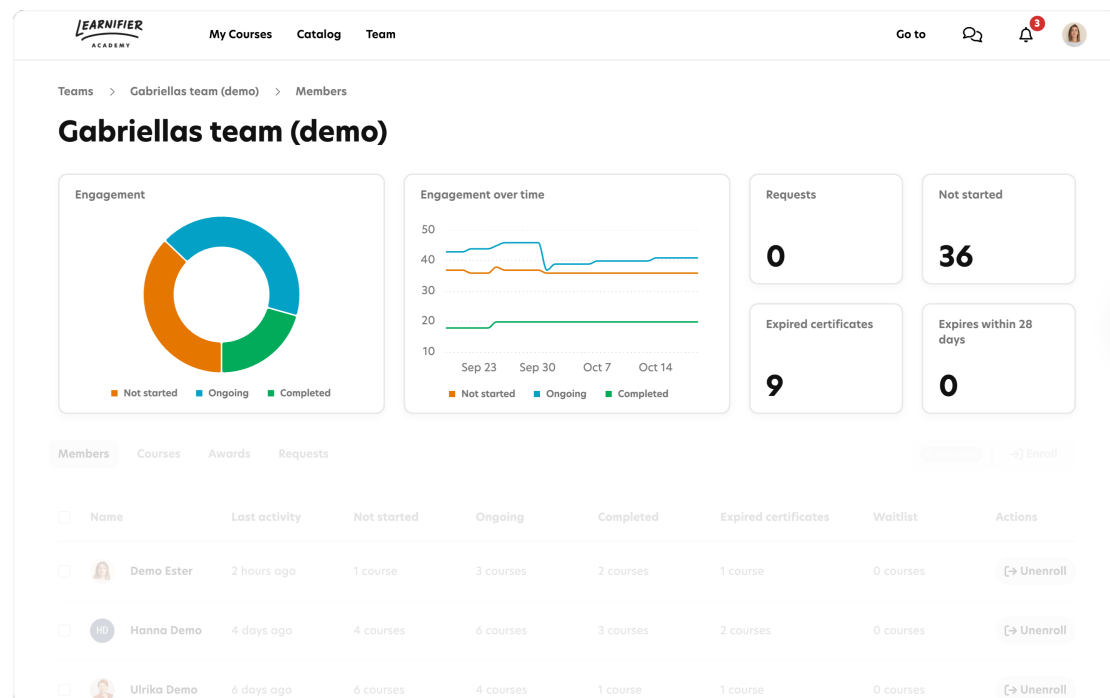 LEARNIFIER
ACADEMY
My Courses Catalog Team Go to 3
Teams > Gabriellas team (demo) > Members
Gabriellas team (demo)
Engagement
Not started Ongoing Completed
Engagement over time
50
40
30
20
10
Sep 23 Sep 30 Oct 7 Oct 14
Not started Ongoing Completed
Requests
0
Not started
36
Expired certificates
9
Expires within 28
days
0
Members Courses Awards Requests Enroll
Name Last activity Not started Ongoing Completed Expired certificates Waitlist Actions
Demo Ester 2 hours ago 1 course 3 courses 2 courses 1 course 0 courses Unenroll
HD Hanna Demo 4 days ago 4 courses 6 courses 3 courses 2 courses 0 courses Unenroll
Ulrika Demo 6 days ago 6 courses 4 courses 1 course 1 course 0 courses Unenroll